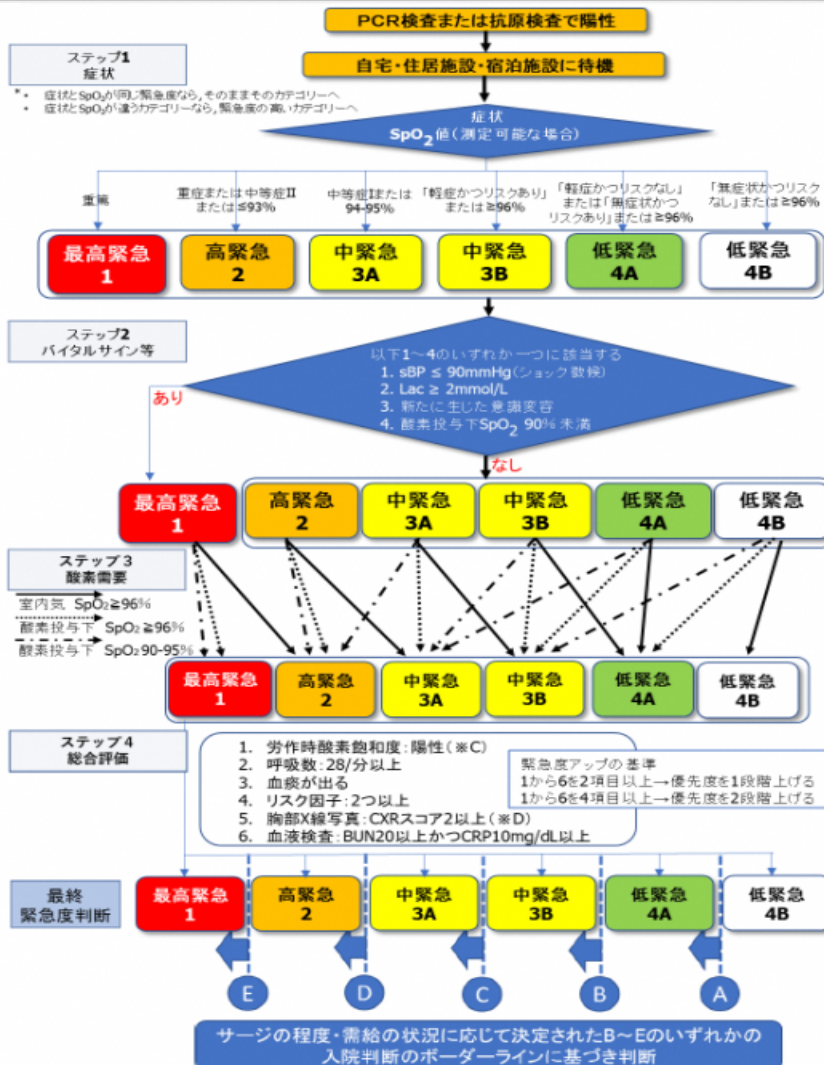 PCR検査または抗原検査で陽性
自宅・住居施設・宿泊施設に待機
ステップ1
症状
*• 症状とSpO₂が同じ緊急度なら,そのままそのカテゴリーへ
• 症状とSpO₂が違うカテゴリーなら,緊急度の高いカテゴリーへ
症状
SpO₂値(測定可能な場合)
重篤
重症または中等症II
または≦93%
中等症Iまたは
94-95%
「軽症かつリスクあり」
または≧96%
「軽症かつリスクなし」
または「無症状かつ
リスクあり」または≧96%
「無症状かつリスク
なし」または≧96%
最高緊急
1
高緊急
2
中緊急
3A
中緊急
3B
低緊急
4A
低緊急
4B
ステップ2
バイタルサイン等
以下1～4のいずれか一つに該当する
1. sBP ≤ 90mmHg(ショック徴候)
2. Lac ≥ 2mmol/L
3. 新たに生じた意識変容
4. 酸素投与下SpO₂ 90%未満
あり
なし
最高緊急
1
高緊急
2
中緊急
3A
中緊急
3B
低緊急
4A
低緊急
4B
ステップ3
酸素需要
室内気 SpO₂≧96%
酸素投与下 SpO₂≧96%
酸素投与下 SpO₂90-95%
最高緊急
1
高緊急
2
中緊急
3A
中緊急
3B
低緊急
4A
低緊急
4B
ステップ4
総合評価
1. 労作時酸素飽和度:陽性(※C)
2. 呼吸数:28/分以上
3. 血痰が出る
4. リスク因子:2つ以上
5. 胸部X線写真:CXRスコア2以上(※D)
6. 血液検査:BUN20以上かつCRP10mg/dL以上
緊急度アップの基準
1から6を2項目以上→優先度を1段階上げる
1から6を4項目以上→優先度を2段階上げる
最終
緊急度判断
最高緊急
1
高緊急
2
中緊急
3A
中緊急
3B
低緊急
4A
低緊急
4B
E
D
C
B
A
サージの程度・需給の状況に応じて決定されたB～Eのいずれかの
入院判断のボーダーラインに基づき判断